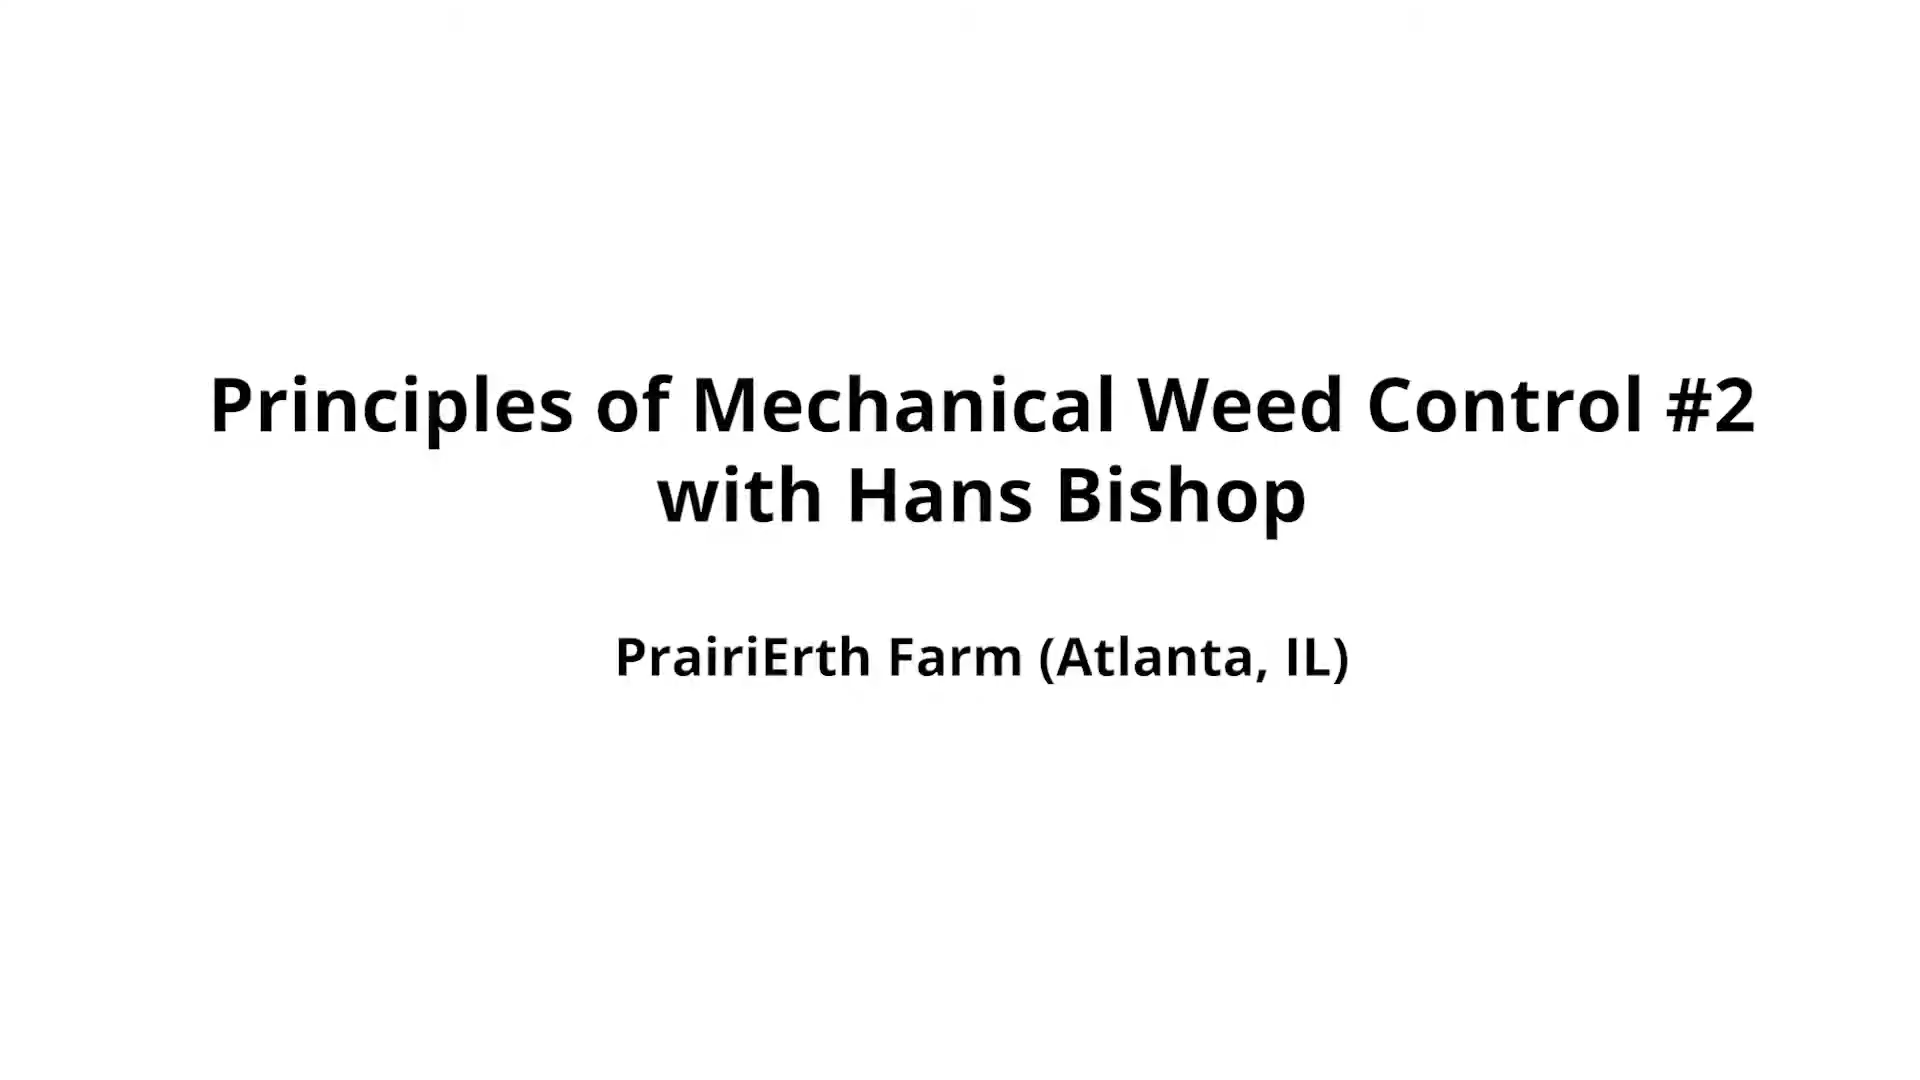 Principles of Mechanical Weed Control #2
with Hans Bishop
PrairiErth Farm (Atlanta, IL)